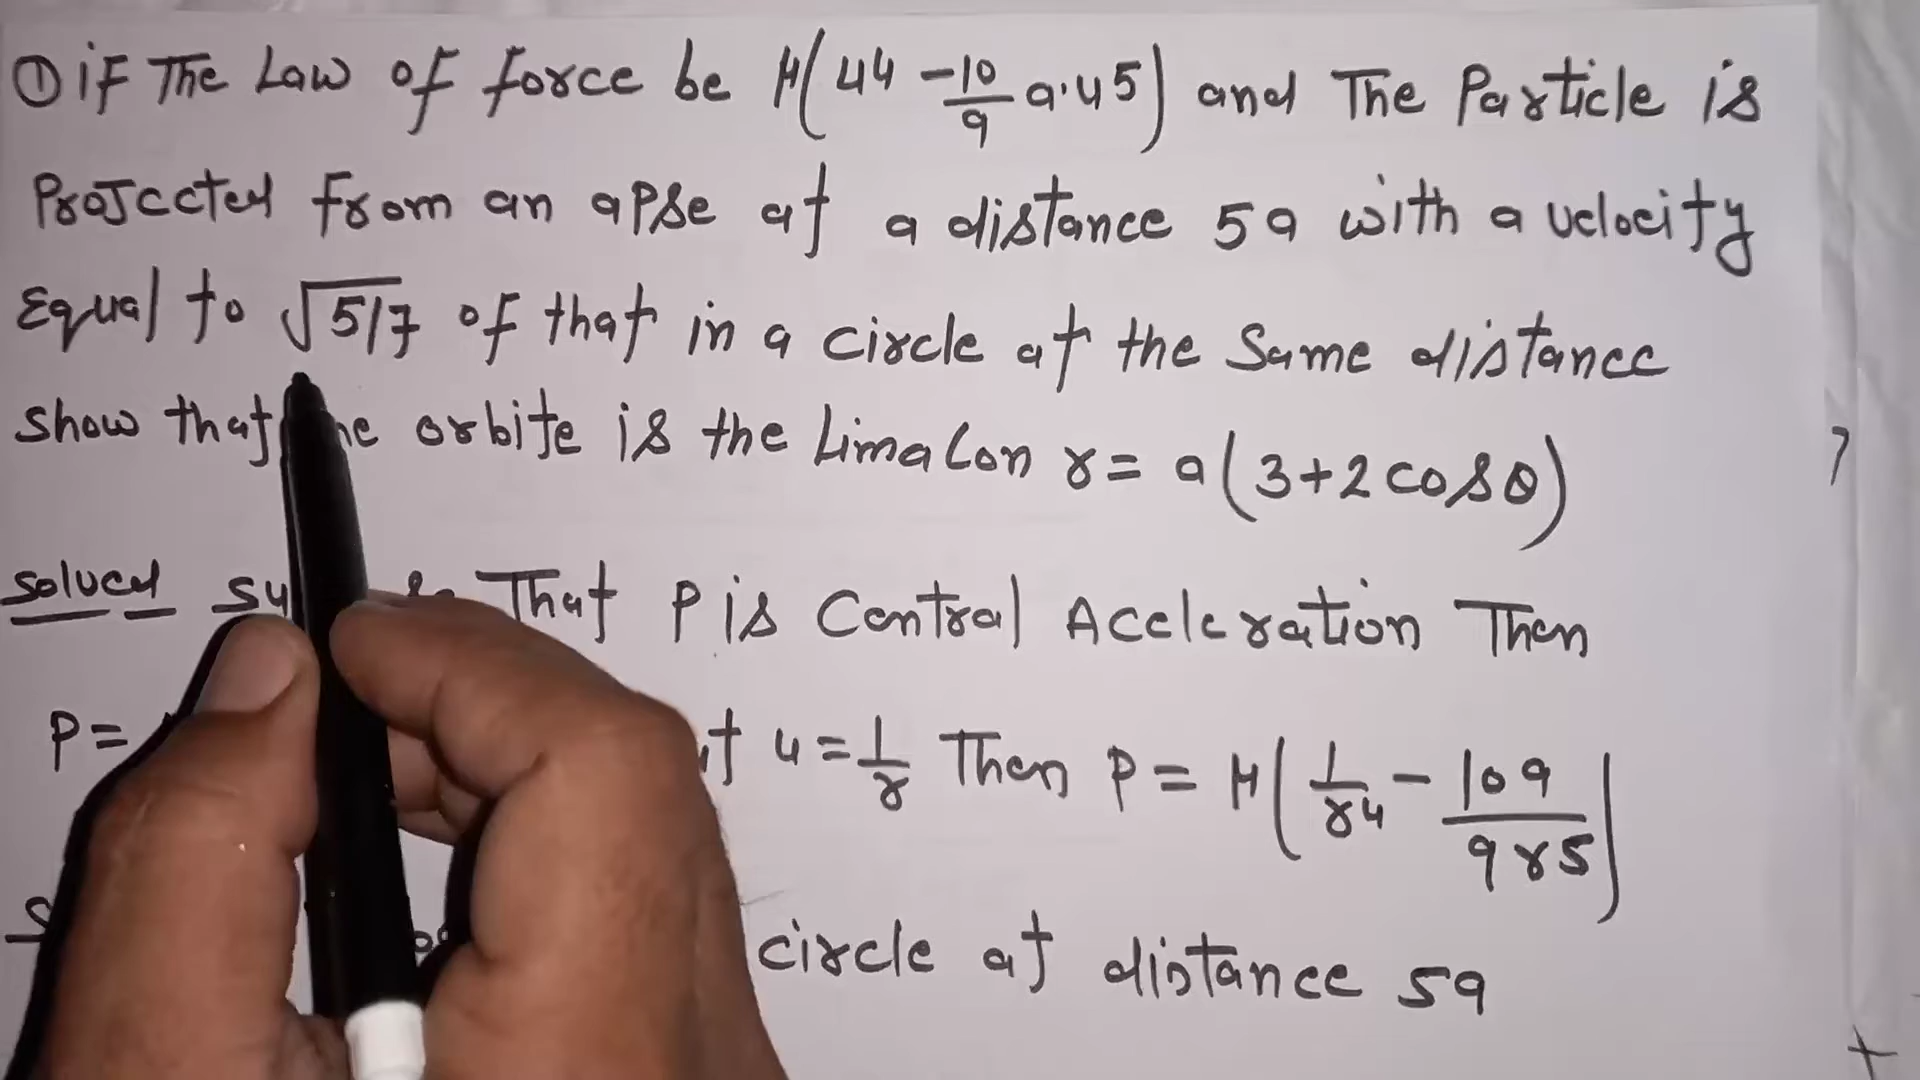 ① if The Law of force be μ(u4 - 10/9 a.u5) and The Particle is
Projected from an apse at a distance 5a with a velocity
Equal to √5/7 of that in a circle at the same distance
show that orbite is the Limacon r = a(3+2cosθ)
solved That P is Central Aceleration Then
P= u = 1/r Then P = μ(1/r4 - 10a/9r5)
circle at distance 5a